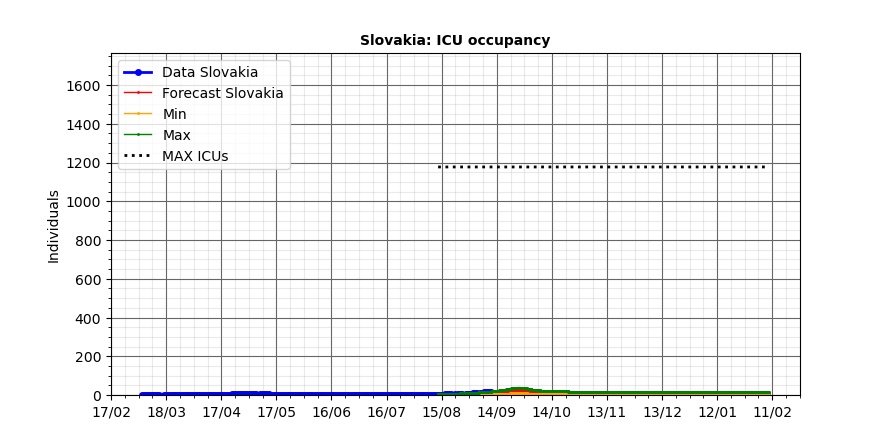 Slovakia: ICU occupancy
Data Slovakia
Forecast Slovakia
Min
Max
MAX ICUs
Individuals
1600
1400
1200
1000
800
600
400
200
0
17/02 18/03 17/04 17/05 16/06 16/07 15/08 14/09 14/10 13/11 13/12 12/01 11/02